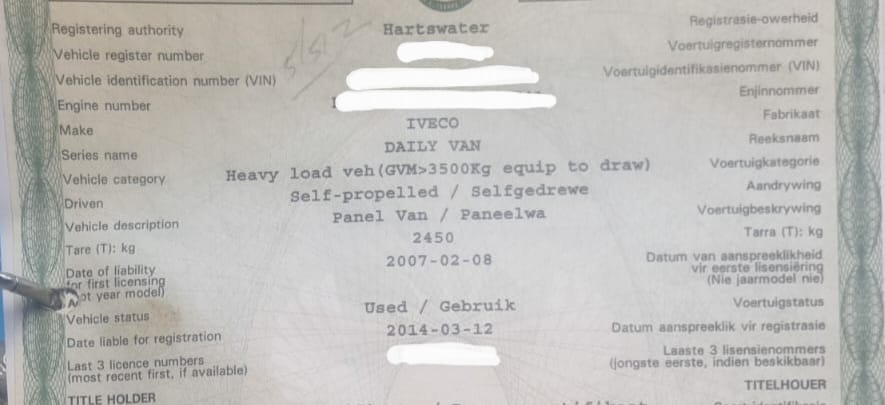 Registering authority Hartswater Registrasie-owerheid
Vehicle register number Voertuigregisternommer
Vehicle identification number (VIN) Voertuigidentifikasienommer (VIN)
Engine number Enjinnommer
Make IVECO Fabrikaat
Series name DAILY VAN Reeksnaam
Vehicle category Heavy load veh(GVM>3500Kg equip to draw) Voertuigkategorie
Driven Self-propelled / Selfgedrewe Aandrywing
Vehicle description Panel Van / Paneelwa Voertuigbeskrywing
Tare (T): kg 2450 Tarra (T): kg
Date of liability 2007-02-08 Datum van aanspreeklikheid
for first licensing vir eerste lisensiëring
(Not year model) (Nie jaarmodel nie)
Vehicle status Used / Gebruik Voertuigstatus
Date liable for registration 2014-03-12 Datum aanspreeklik vir registrasie
Last 3 licence numbers Laaste 3 lisensienommers
(most recent first, if available) (jongste eerste, indien beskikbaar)
TITLE HOLDER TITELHOUER